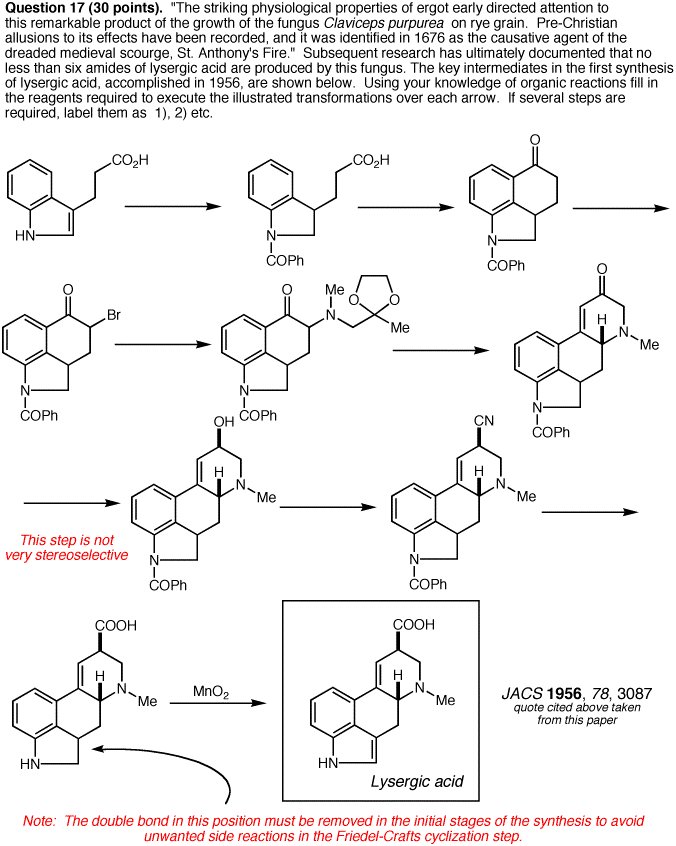 Question 17 (30 points). "The striking physiological properties of ergot early directed attention to
this remarkable product of the growth of the fungus Claviceps purpurea on rye grain. Pre-Christian
allusions to its effects have been recorded, and it was identified in 1676 as the causative agent of the
dreaded medieval scourge, St. Anthony's Fire." Subsequent research has ultimately documented that no
less than six amides of lysergic acid are produced by this fungus. The key intermediates in the first synthesis
of lysergic acid, accomplished in 1956, are shown below. Using your knowledge of organic reactions fill in
the reagents required to execute the illustrated transformations over each arrow. If several steps are
required, label them as 1), 2) etc.
CO2H
HN
CO2H
N
COPh
O
N
COPh
O
Br
N
COPh
O
Me
N
O
O
Me
N
COPh
O
H
N
Me
N
COPh
This step is not
very stereoselective
OH
H
N
Me
N
COPh
CN
H
N
Me
N
COPh
COOH
H
N
Me
HN
MnO2
COOH
H
N
Me
HN
Lysergic acid
JACS 1956, 78, 3087
quote cited above taken
from this paper
Note: The double bond in this position must be removed in the initial stages of the synthesis to avoid
unwanted side reactions in the Friedel-Crafts cyclization step.